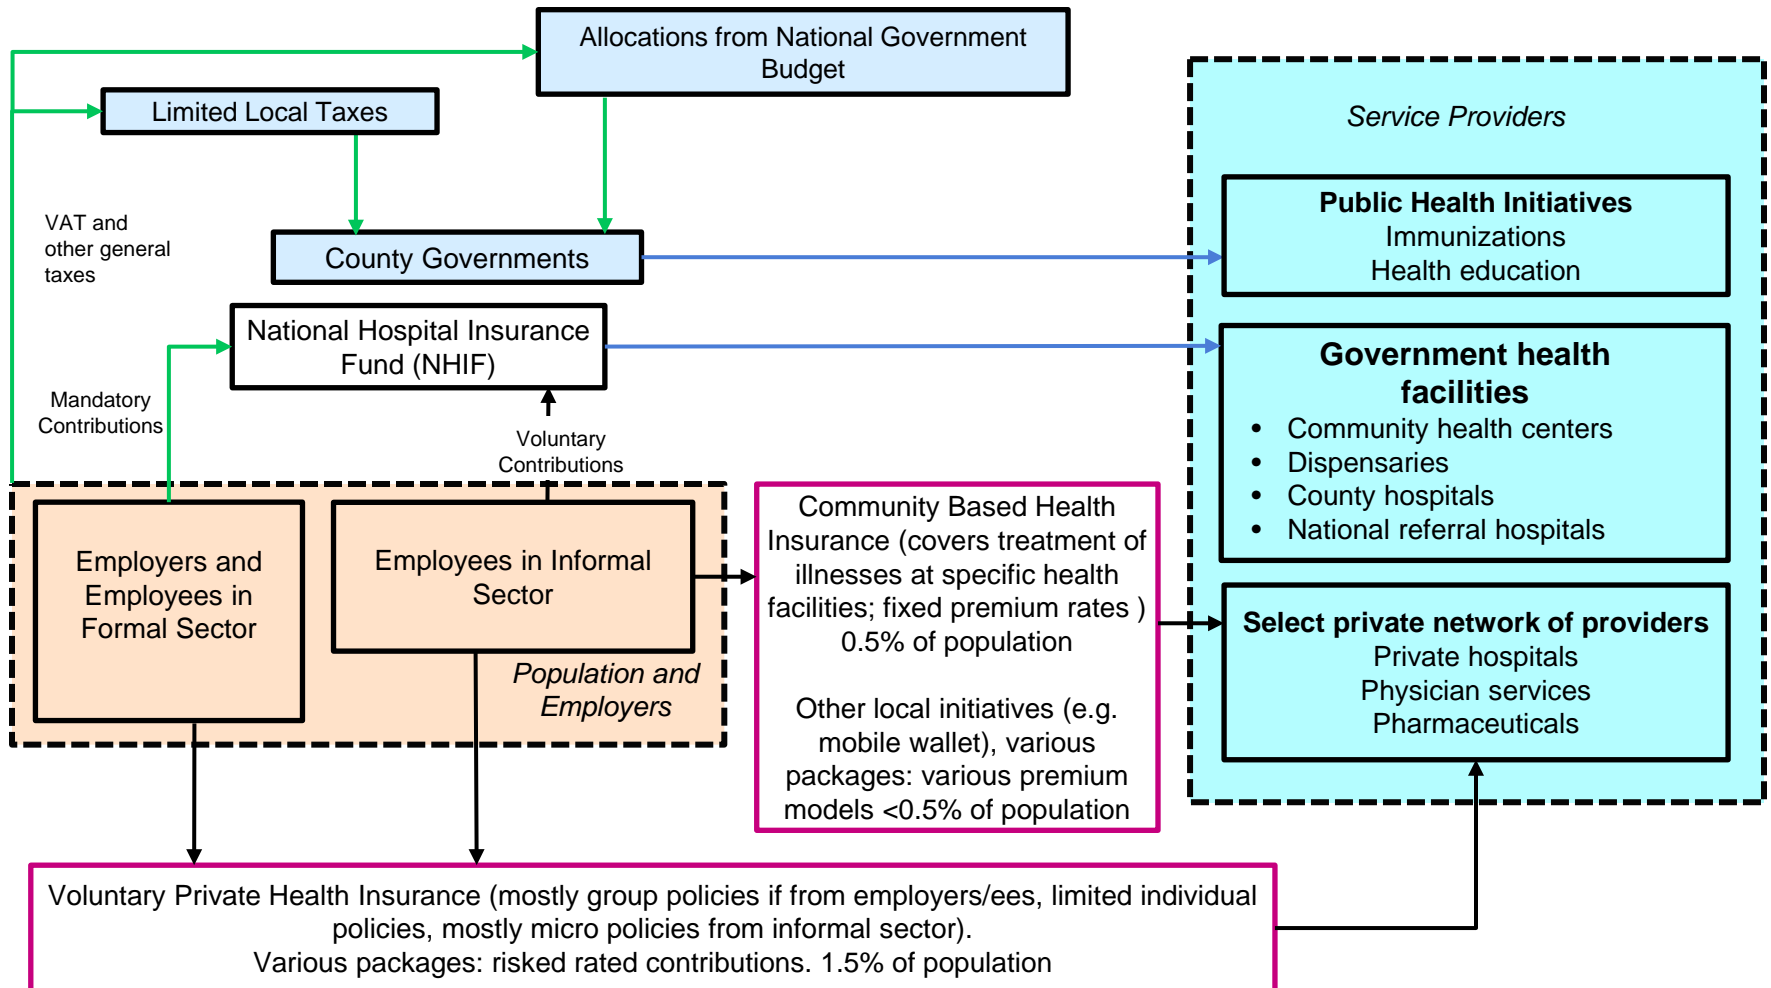 Allocations from National Government
Budget
Limited Local Taxes
Service Providers
VAT and
other general
taxes
County Governments
Public Health Initiatives
Immunizations
Health education
National Hospital Insurance
Fund (NHIF)
Mandatory
Contributions
Voluntary
Contributions
Government health
facilities
• Community health centers
• Dispensaries
• County hospitals
• National referral hospitals
Employers and
Employees in
Formal Sector
Employees in Informal
Sector
Population and
Employers
Community Based Health
Insurance (covers treatment of
illnesses at specific health
facilities; fixed premium rates )
0.5% of population
Other local initiatives (e.g.
mobile wallet), various
packages: various premium
models <0.5% of population
Select private network of providers
Private hospitals
Physician services
Pharmaceuticals
Voluntary Private Health Insurance (mostly group policies if from employers/ees, limited individual
policies, mostly micro policies from informal sector).
Various packages: risked rated contributions. 1.5% of population